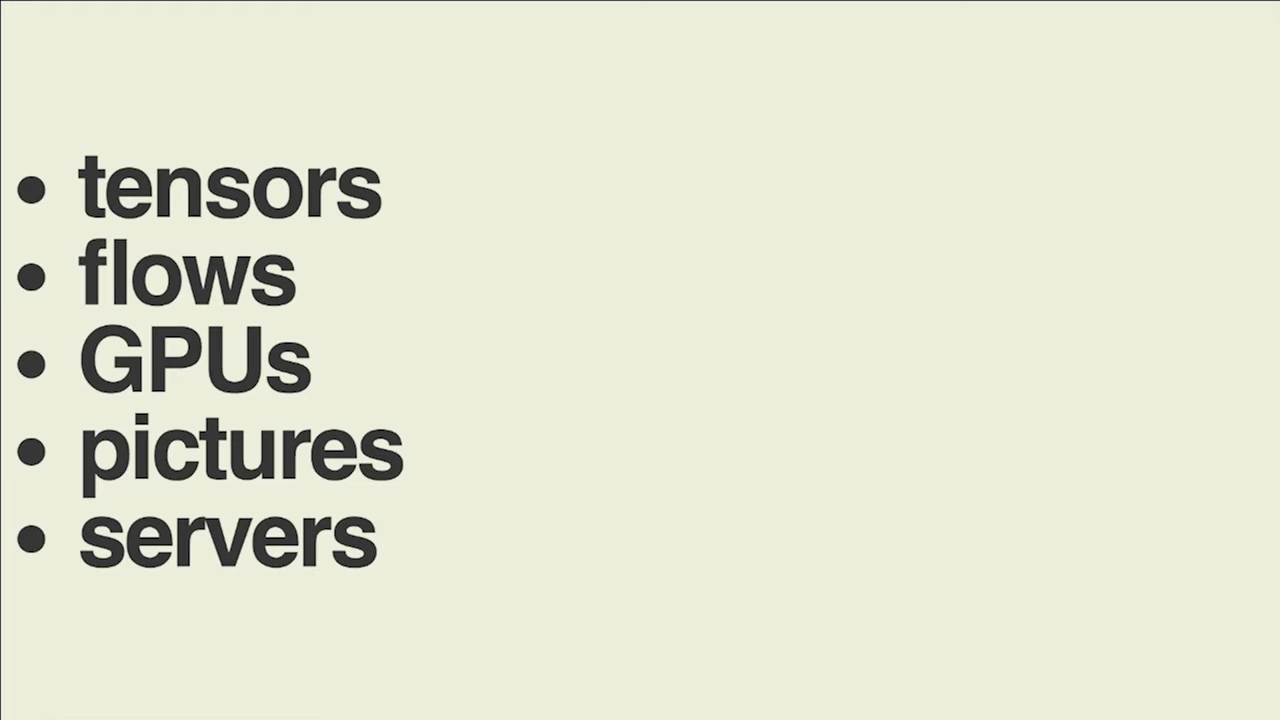 • tensors
• flows
• GPUs
• pictures
• servers